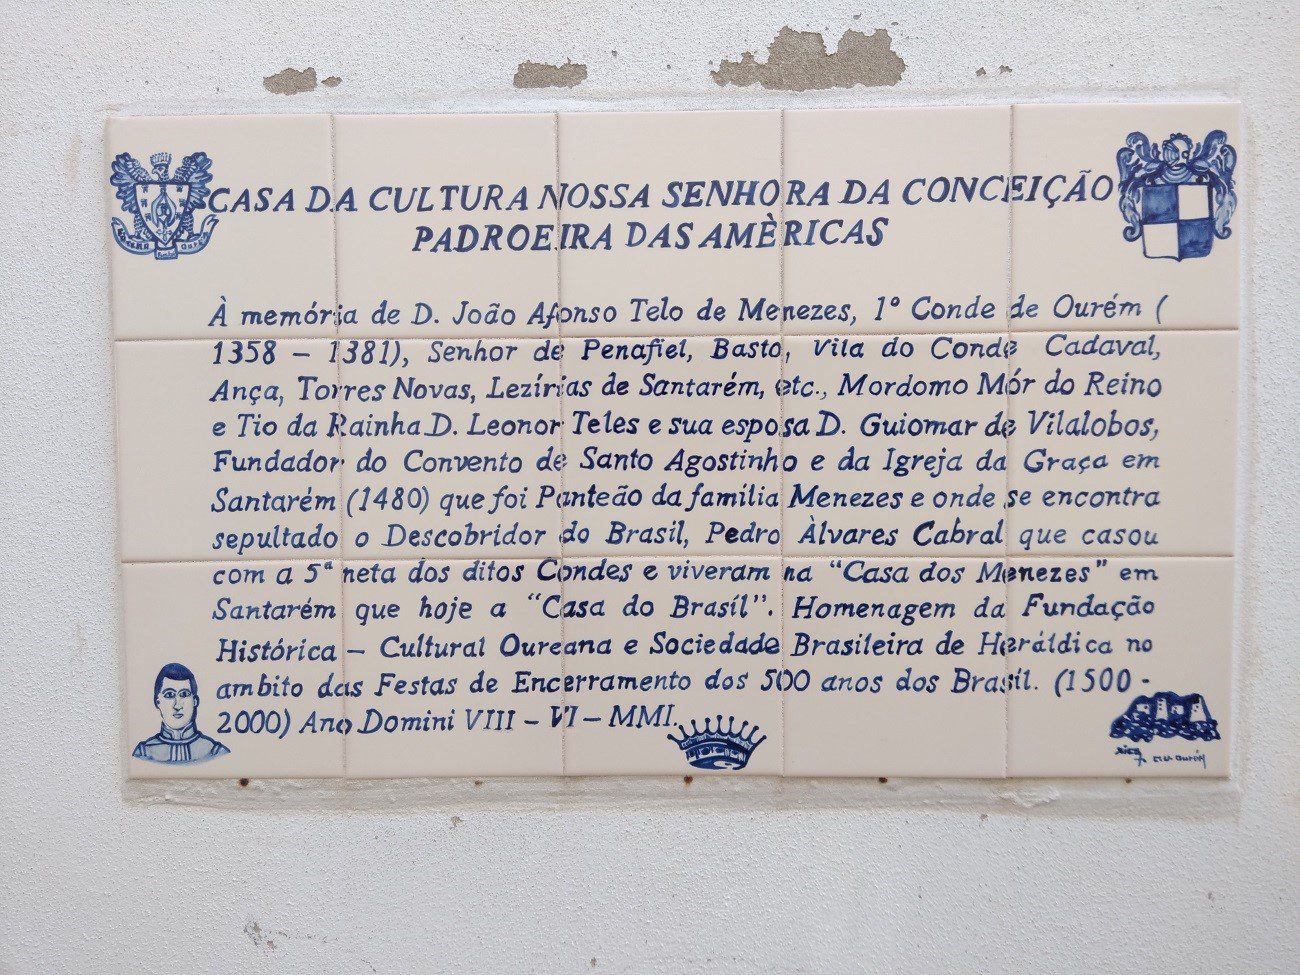 CASA DA CULTURA NOSSA SENHORA DA CONCEIÇÃO
PADROEIRA DAS AMÈRICAS
À memória de D. João Afonso Telo de Menezes, 1º Conde de Ourém (
1358 – 1381), Senhor de Penafiel, Basto, Vila do Conde Cadaval,
Ança, Torres Novas, Lezírias de Santarém, etc., Mordomo Mór do Reino
e Tio da Rainha D. Leonor Teles e sua esposa D. Guiomar de Vilalobos,
Fundador do Convento de Santo Agostinho e da Igreja da Graça em
Santarém (1480) que foi Panteão da família Menezes e onde se encontra
sepultado o Descobridor do Brasil, Pedro Àlvares Cabral que casou
com a 5ª neta dos ditos Condes e viveram na "Casa dos Menezes" em
Santarém que hoje a "Casa do Brasíl". Homenagem da Fundação
Histórica – Cultural Oureana e Sociedade Brasileira de Heráldica no
ambito das Festas de Encerramento dos 500 anos dos Brasil. (1500 -
2000) Ano Domini VIII – VI – MMI.